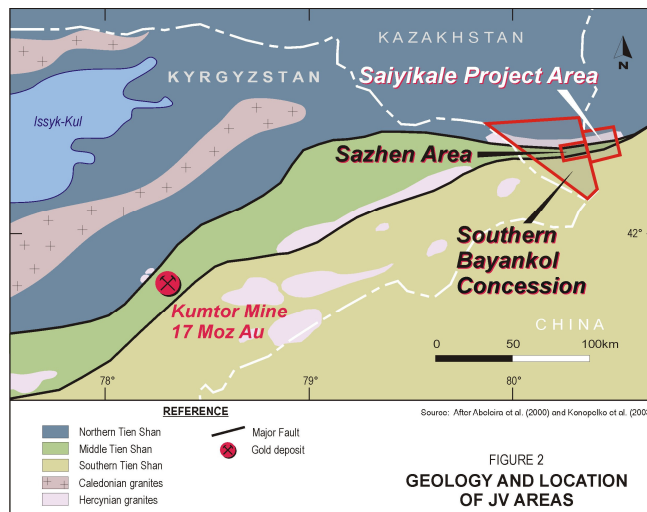 KAZAKHSTAN
KYRGYZSTAN
N
Saiyikale Project Area
Issyk-Kul
Sazhen Area
Southern
Bayankol
Concession
42°
Kumtor Mine
17 Moz Au
CHINA
0 50 100km
78° 79° 80°
REFERENCE
Northern Tien Shan
Middle Tien Shan
Southern Tien Shan
Caledonian granites
Hercynian granites
Major Fault
Gold deposit
Source: After Aboleira et al. (2000) and Konopolko et al. (200
FIGURE 2
GEOLOGY AND LOCATION
OF JV AREAS